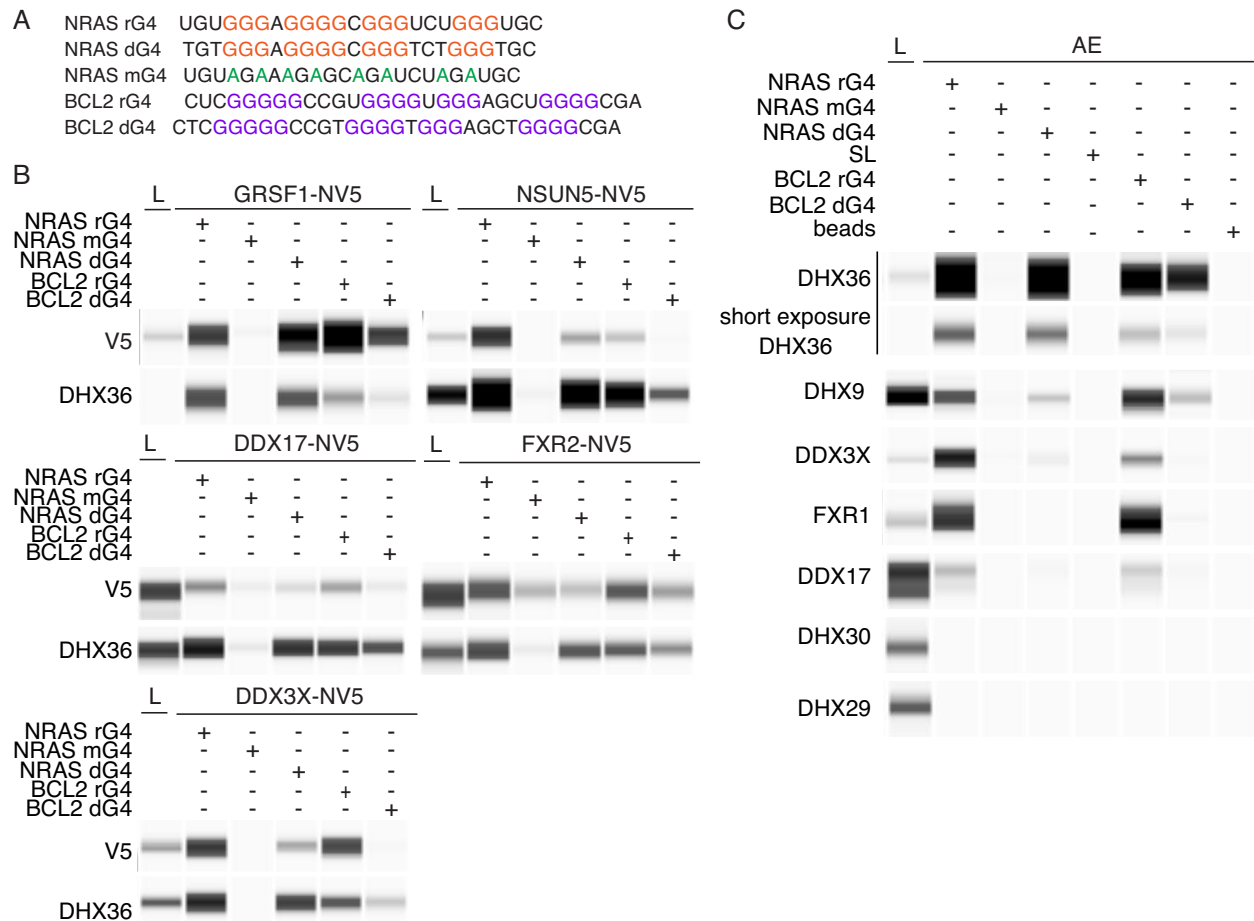 A
NRAS rG4 UGUGGGAGGGGCGGGUCUGGGUGC
NRAS dG4 TGTGGGAGGGGCGGGTCTGGGTGC
NRAS mG4 UGUAGAAAGAGCAGAUCUAGAUGC
BCL2 rG4 CUCGGGGGCCGUGGGGUGGGAGCUGGGGCGA
BCL2 dG4 CTCGGGGGCCGTGGGGTGGGAGCTGGGGCGA
B
L GRSF1-NV5
NRAS rG4 + - - - -
NRAS mG4 - + - - -
NRAS dG4 - - + - -
BCL2 rG4 - - - + -
BCL2 dG4 - - - - +
V5
DHX36
L NSUN5-NV5
+ - - - -
- + - - -
- - + - -
- - - + -
- - - - +
L DDX17-NV5
NRAS rG4 + - - - -
NRAS mG4 - + - - -
NRAS dG4 - - + - -
BCL2 rG4 - - - + -
BCL2 dG4 - - - - +
V5
DHX36
L FXR2-NV5
+ - - - -
- + - - -
- - + - -
- - - + -
- - - - +
L DDX3X-NV5
NRAS rG4 + - - - -
NRAS mG4 - + - - -
NRAS dG4 - - + - -
BCL2 rG4 - - - + -
BCL2 dG4 - - - - +
V5
DHX36
C
L AE
NRAS rG4 + - - - - - -
NRAS mG4 - + - - - - -
NRAS dG4 - - + - - - -
SL - - - + - - -
BCL2 rG4 - - - - + - -
BCL2 dG4 - - - - - + -
beads - - - - - - +
DHX36
short exposure
DHX36
DHX9
DDX3X
FXR1
DDX17
DHX30
DHX29